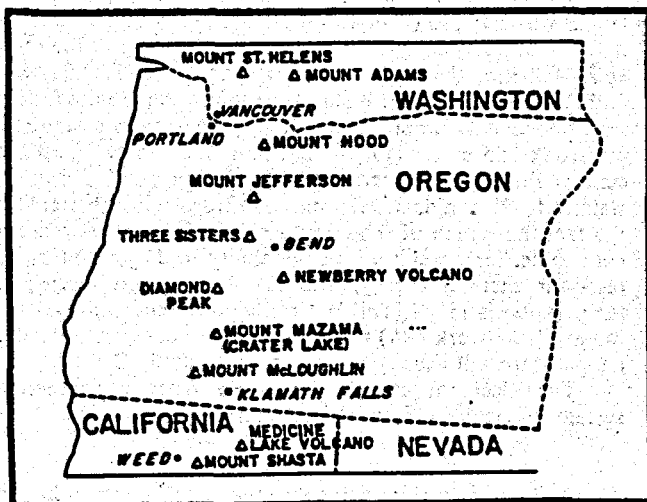 MOUNT ST. HELENS
MOUNT ADAMS
WASHINGTON
VANCOUVER
PORTLAND
MOUNT HOOD
MOUNT JEFFERSON
OREGON
THREE SISTERS
BEND
NEWBERRY VOLCANO
DIAMOND
PEAK
MOUNT MAZAMA
(CRATER LAKE)
MOUNT McLOUGHLIN
KLAMATH FALLS
CALIFORNIA
MEDICINE
LAKE VOLCANO
NEVADA
WEED
MOUNT SHASTA